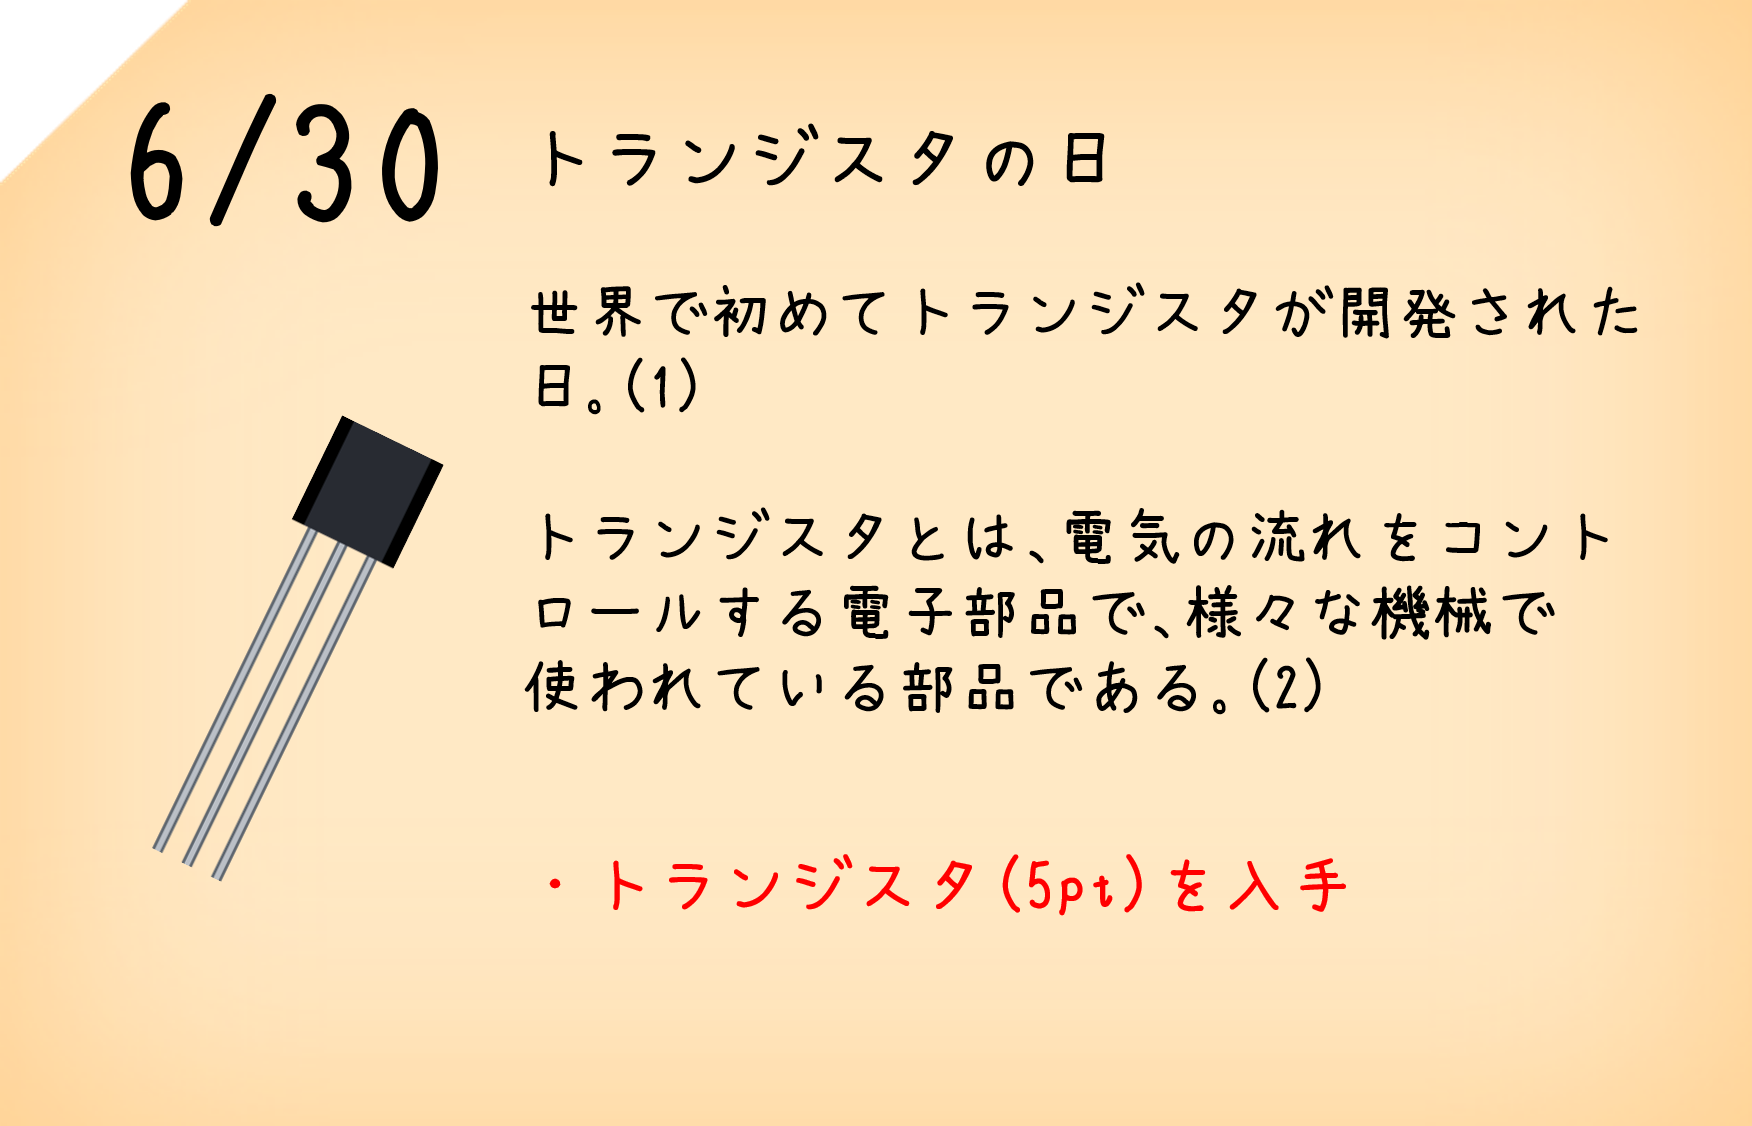 6/30 トランジスタの日
世界で初めてトランジスタが開発された
日。(1)
トランジスタとは、電気の流れをコント
ロールする電子部品で、様々な機械で
使われている部品である。(2)
・トランジスタ(5pt)を入手